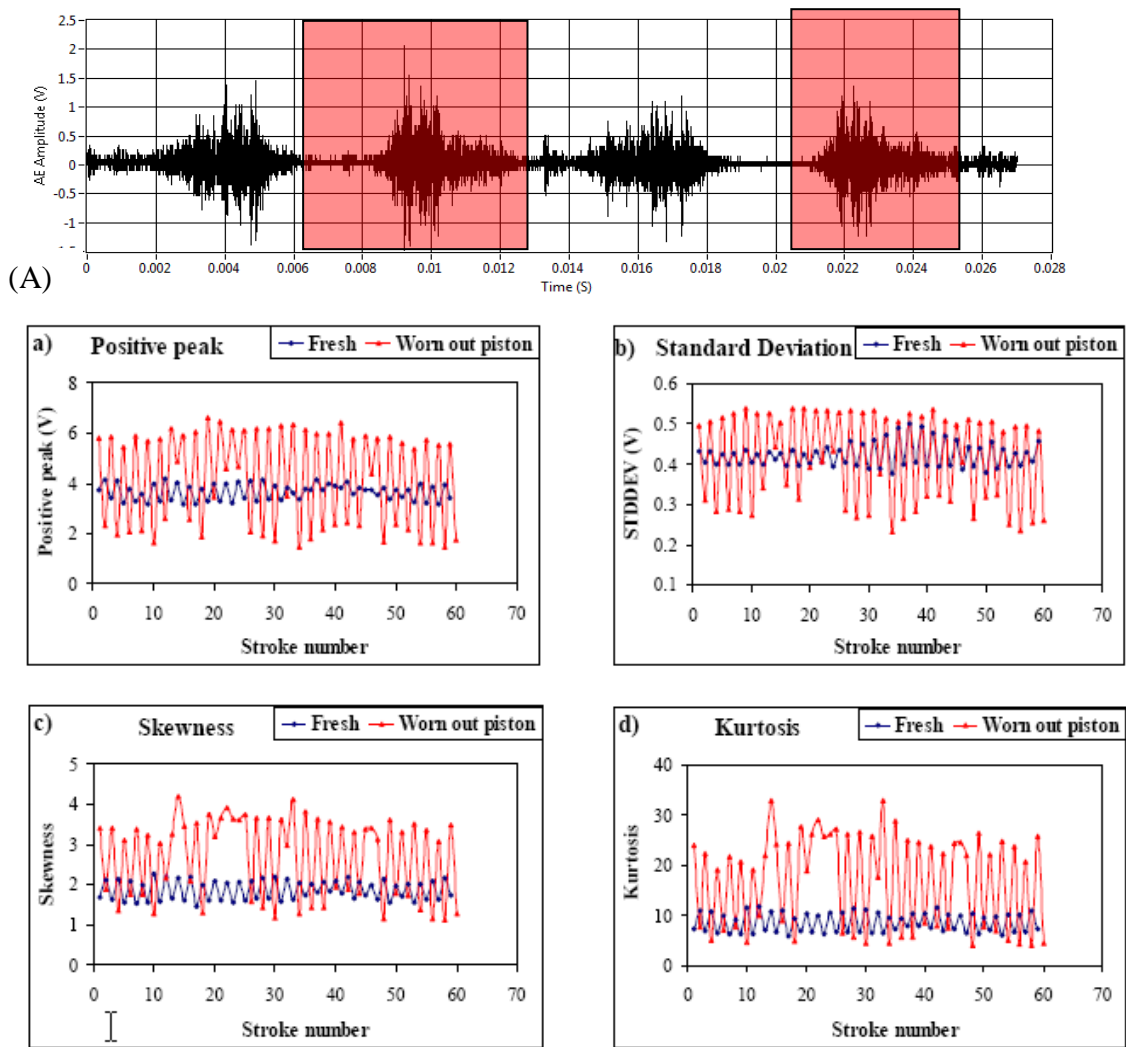 2.5
2
1.5
1
0.5
0
-0.5
-1
AE Amplitude (V)
0 0.002 0.004 0.006 0.008 0.01 0.012 0.014 0.016 0.018 0.02 0.022 0.024 0.026 0.028
Time (S)
(A)
a) Positive peak Fresh Worn out piston
8
6
4
2
0
Positive peak (V)
0 10 20 30 40 50 60 70
Stroke number
b) Standard Deviation Fresh Worn out piston
0.6
0.5
0.4
0.3
0.2
0.1
STDDEV (V)
0 10 20 30 40 50 60 70
Stroke number
c) Skewness Fresh Worn out piston
5
4
3
2
1
0
Skewness
0 10 20 30 40 50 60 70
Stroke number
d) Kurtosis Fresh Worn out piston
40
30
20
10
0
Kurtosis
0 10 20 30 40 50 60 70
Stroke number